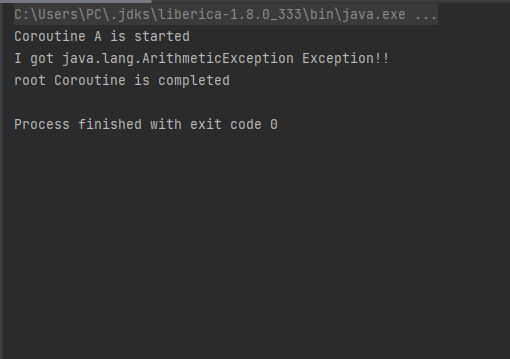 C:\Users\PC\.jdks\liberica-1.8.0_333\bin\java.exe ...
Coroutine A is started
I got java.lang.ArithmeticException Exception!!
root Coroutine is completed
Process finished with exit code 0